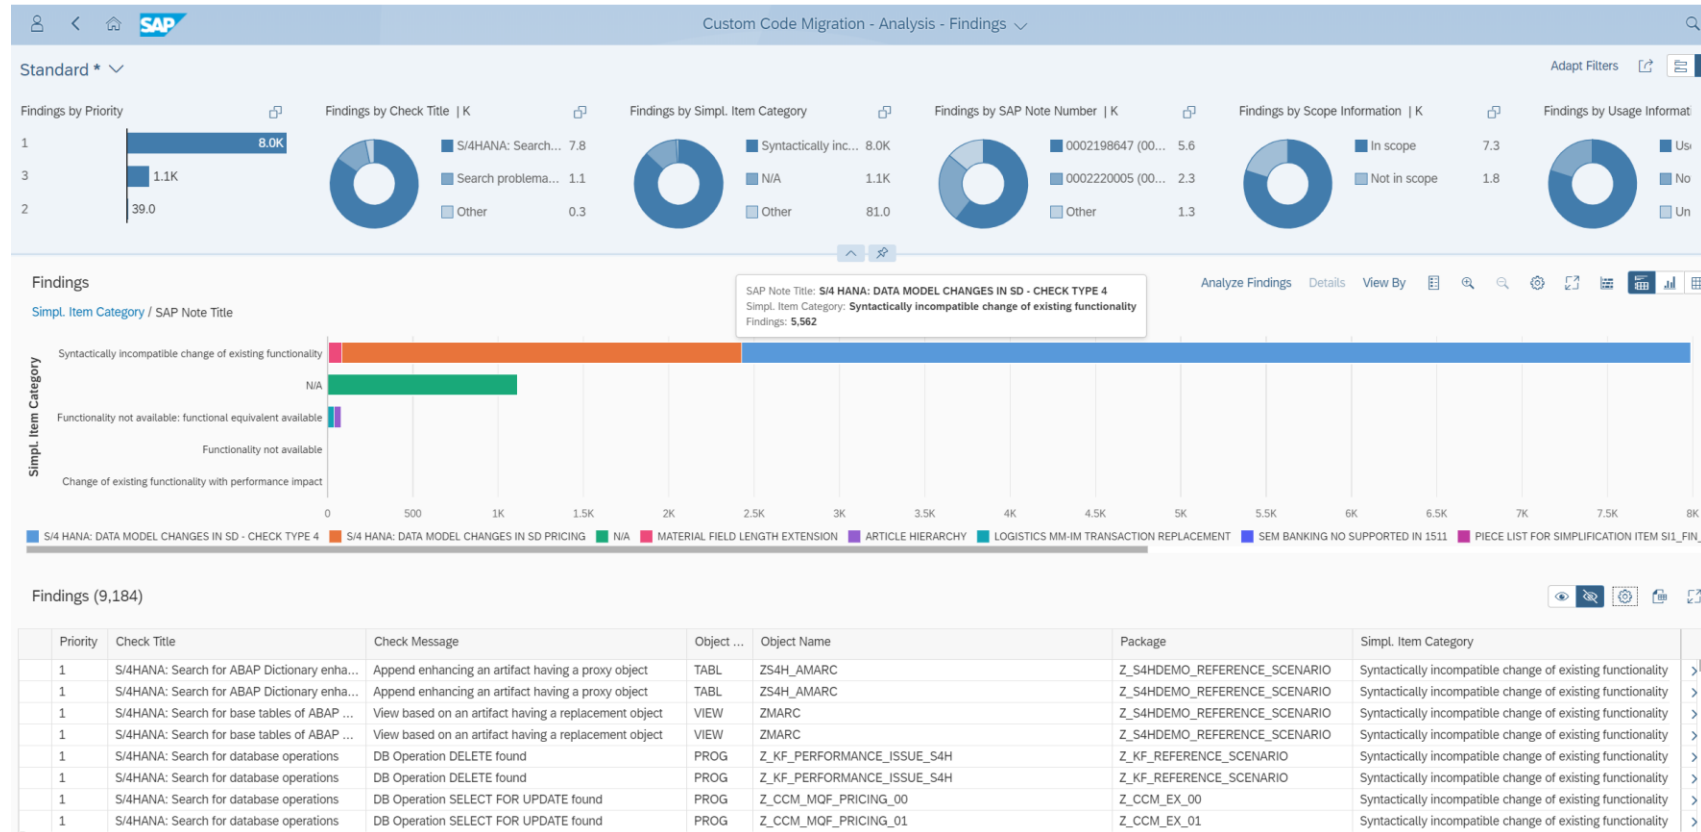 SAP
Custom Code Migration - Analysis - Findings
Standard *
Adapt Filters
Findings by Priority
1 8.0K
3 1.1K
2 39.0
Findings by Check Title | K
S/4HANA: Search... 7.8
Search problema... 1.1
Other 0.3
Findings by Simpl. Item Category
Syntactically inc... 8.0K
N/A 1.1K
Other 81.0
Findings by SAP Note Number | K
0002198647 (00... 5.6
0002220005 (00... 2.3
Other 1.3
Findings by Scope Information | K
In scope 7.3
Not in scope 1.8
Findings by Usage Informati
Us
No
Un
Findings
Analyze Findings Details View By
Simpl. Item Category / SAP Note Title
SAP Note Title: S/4 HANA: DATA MODEL CHANGES IN SD - CHECK TYPE 4
Simpl. Item Category: Syntactically incompatible change of existing functionality
Findings: 5,562
Simpl. Item Category
Syntactically incompatible change of existing functionality
N/A
Functionality not available: functional equivalent available
Functionality not available
Change of existing functionality with performance impact
0 500 1K 1.5K 2K 2.5K 3K 3.5K 4K 4.5K 5K 5.5K 6K 6.5K 7K 7.5K 8K
S/4 HANA: DATA MODEL CHANGES IN SD - CHECK TYPE 4 S/4 HANA: DATA MODEL CHANGES IN SD PRICING N/A MATERIAL FIELD LENGTH EXTENSION ARTICLE HIERARCHY LOGISTICS MM-IM TRANSACTION REPLACEMENT SEM BANKING NO SUPPORTED IN 1511 PIECE LIST FOR SIMPLIFICATION ITEM SI1_FIN_
Findings (9,184)
Priority Check Title Check Message Object ... Object Name Package Simpl. Item Category
1 S/4HANA: Search for ABAP Dictionary enha... Append enhancing an artifact having a proxy object TABL ZS4H_AMARC Z_S4HDEMO_REFERENCE_SCENARIO Syntactically incompatible change of existing functionality
1 S/4HANA: Search for ABAP Dictionary enha... Append enhancing an artifact having a proxy object TABL ZS4H_AMARC Z_S4HDEMO_REFERENCE_SCENARIO Syntactically incompatible change of existing functionality
1 S/4HANA: Search for base tables of ABAP ... View based on an artifact having a replacement object VIEW ZMARC Z_S4HDEMO_REFERENCE_SCENARIO Syntactically incompatible change of existing functionality
1 S/4HANA: Search for base tables of ABAP ... View based on an artifact having a replacement object VIEW ZMARC Z_S4HDEMO_REFERENCE_SCENARIO Syntactically incompatible change of existing functionality
1 S/4HANA: Search for database operations DB Operation DELETE found PROG Z_KF_PERFORMANCE_ISSUE_S4H Z_KF_REFERENCE_SCENARIO Syntactically incompatible change of existing functionality
1 S/4HANA: Search for database operations DB Operation DELETE found PROG Z_KF_PERFORMANCE_ISSUE_S4H Z_KF_REFERENCE_SCENARIO Syntactically incompatible change of existing functionality
1 S/4HANA: Search for database operations DB Operation SELECT FOR UPDATE found PROG Z_CCM_MQF_PRICING_00 Z_CCM_EX_00 Syntactically incompatible change of existing functionality
1 S/4HANA: Search for database operations DB Operation SELECT FOR UPDATE found PROG Z_CCM_MQF_PRICING_01 Z_CCM_EX_01 Syntactically incompatible change of existing functionality